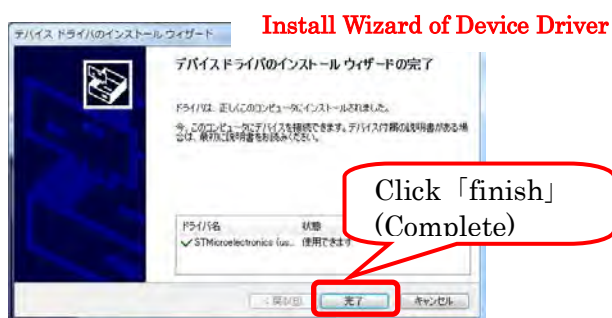 Install Wizard of Device Driver
デバイス ドライバのインストール ウィザード
デバイス ドライバのインストール ウィザードの完了
ドライバは、正しくこのコンピュータにインストールされました。
今、このコンピュータにデバイスを接続できます。デバイス付属の説明書がある場
合は、最初に説明書をお読みください。
Click「finish」
(Complete)
ドライバ名 状態
STMicroelectronics (us... 使用できます
< 戻る(B) 完了 キャンセル